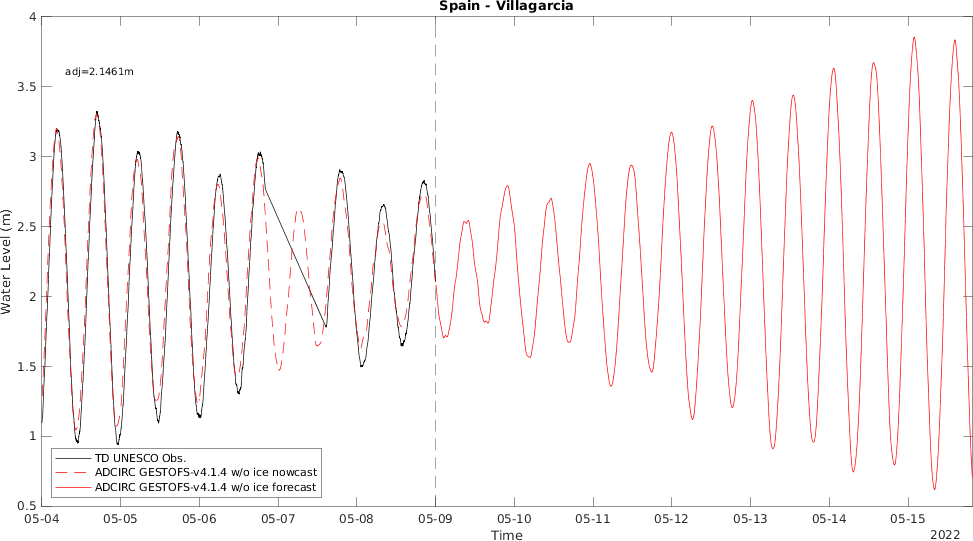 Spain - Villagarcia
adj=2.1461m
Water Level (m)
4
3.5
3
2.5
2
1.5
1
0.5
TD UNESCO Obs.
ADCIRC GESTOFS-v4.1.4 w/o ice nowcast
ADCIRC GESTOFS-v4.1.4 w/o ice forecast
05-04 05-05 05-06 05-07 05-08 05-09 05-10 05-11 05-12 05-13 05-14 05-15
Time
2022